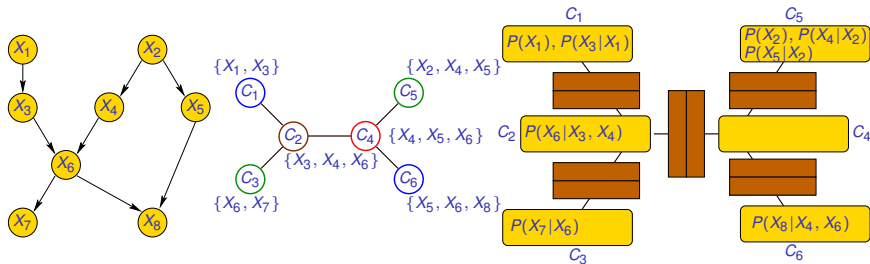 X1
X2
X3
X4
X5
X6
X7
X8
{X1, X3}
C1
{X2, X4, X5}
C5
C2
C4
{X4, X5, X6}
{X3, X4, X6}
C3
C6
{X6, X7}
{X5, X6, X8}
C1
P(X1), P(X3|X1)
C5
P(X2), P(X4|X2)
P(X5|X2)
C2
P(X6|X3, X4)
C4
P(X7|X6)
C3
P(X8|X4, X6)
C6